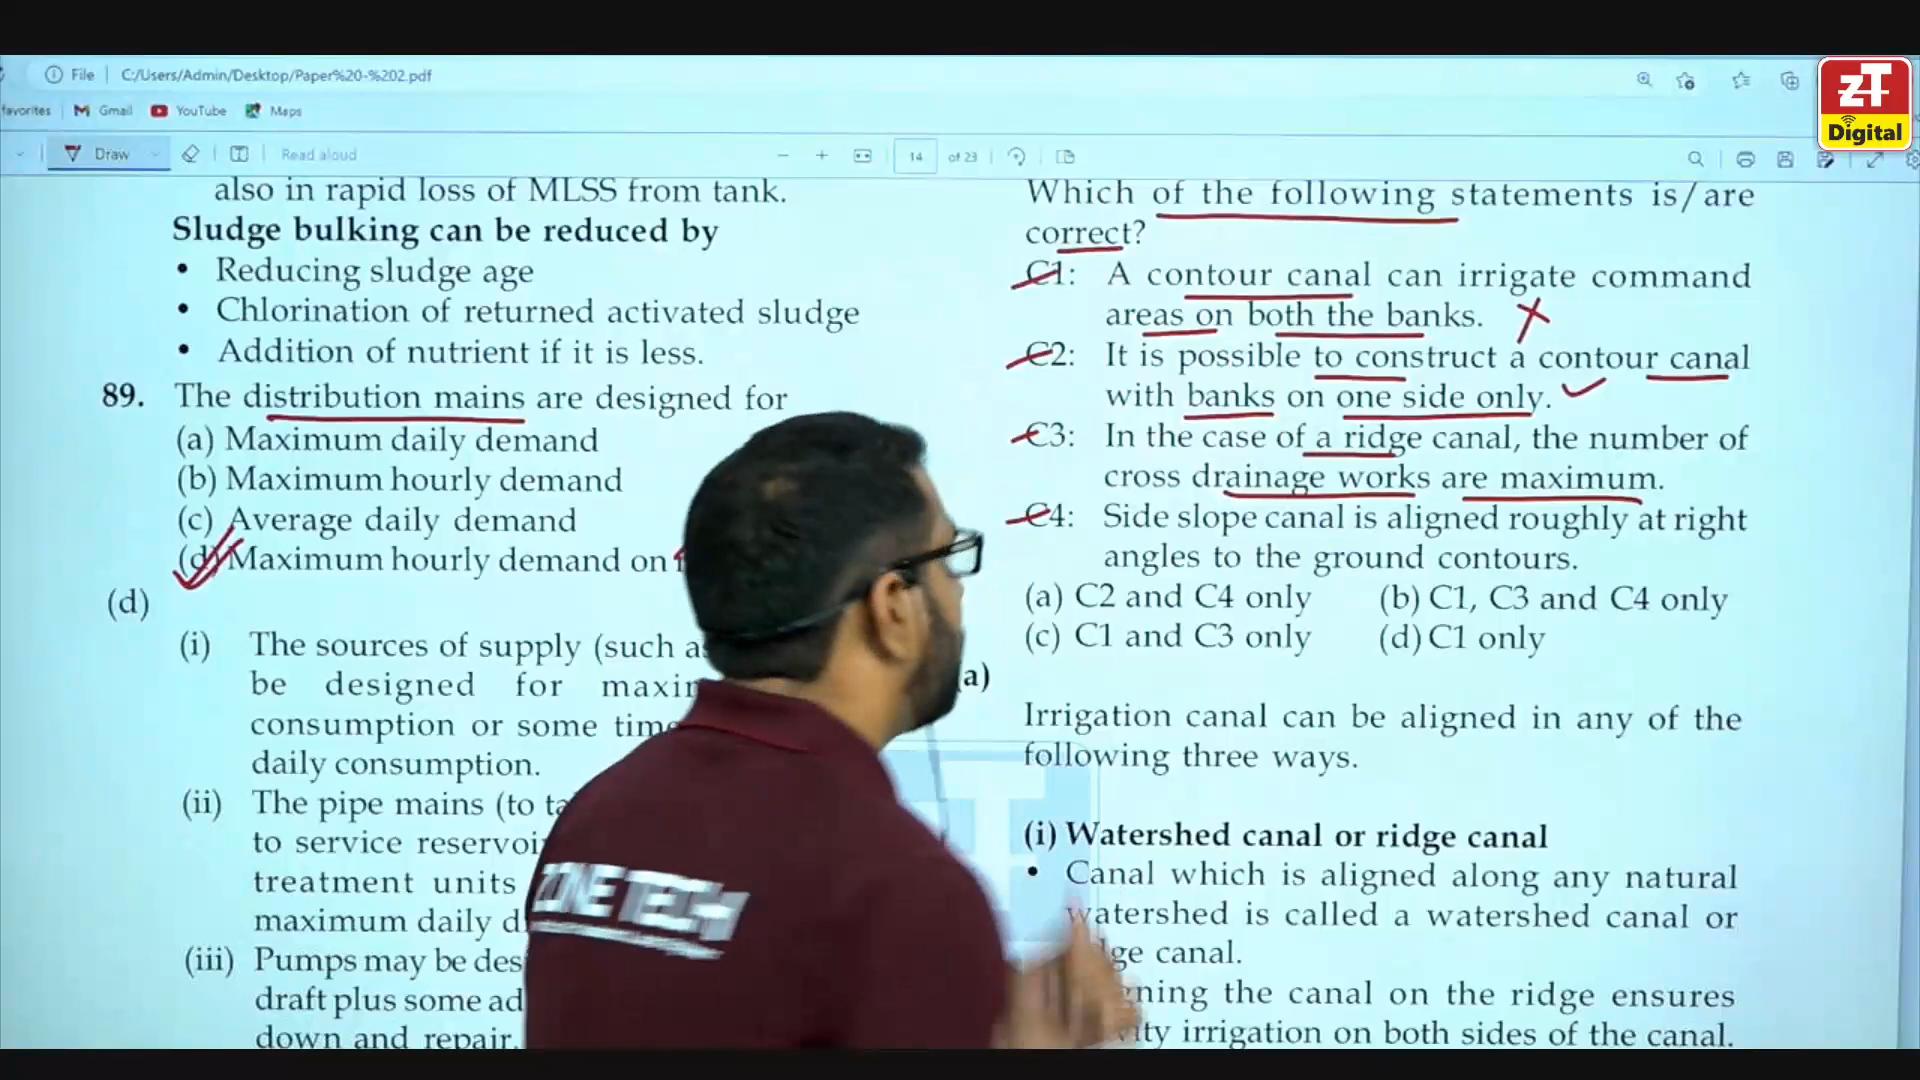 File
C:/Users/Admin/Desktop/Paper%20-%202.pdf
favorites
Gmail
YouTube
Maps
Draw
Read aloud
14
of 23
ZT
Digital
also in rapid loss of MLSS from tank.
Sludge bulking can be reduced by
• Reducing sludge age
• Chlorination of returned activated sludge
• Addition of nutrient if it is less.
89. The distribution mains are designed for
(a) Maximum daily demand
(b) Maximum hourly demand
(c) Average daily demand
(d) Maximum hourly demand on
(d)
(i) The sources of supply (such as
be designed for
consumption or some
daily consumption.
(ii) The pipe mains (to
to service
treatment units
maximum daily
(iii) Pumps may be
draft plus some
down and repair.
Which of the following statements is/are
correct?
C1: A contour canal can irrigate command
areas on both the banks.
C2: It is possible to construct a contour canal
with banks on one side only.
C3: In the case of a ridge canal, the number of
cross drainage works are maximum.
C4: Side slope canal is aligned roughly at right
angles to the ground contours.
(a) C2 and C4 only (b) C1, C3 and C4 only
(c) C1 and C3 only (d) C1 only
(a)
Irrigation canal can be aligned in any of the
following three ways.
(i) Watershed canal or ridge canal
• Canal which is aligned along any natural
watershed is called a watershed canal or
canal.
the canal on the ridge ensures
irrigation on both sides of the canal.
ZONE TECH